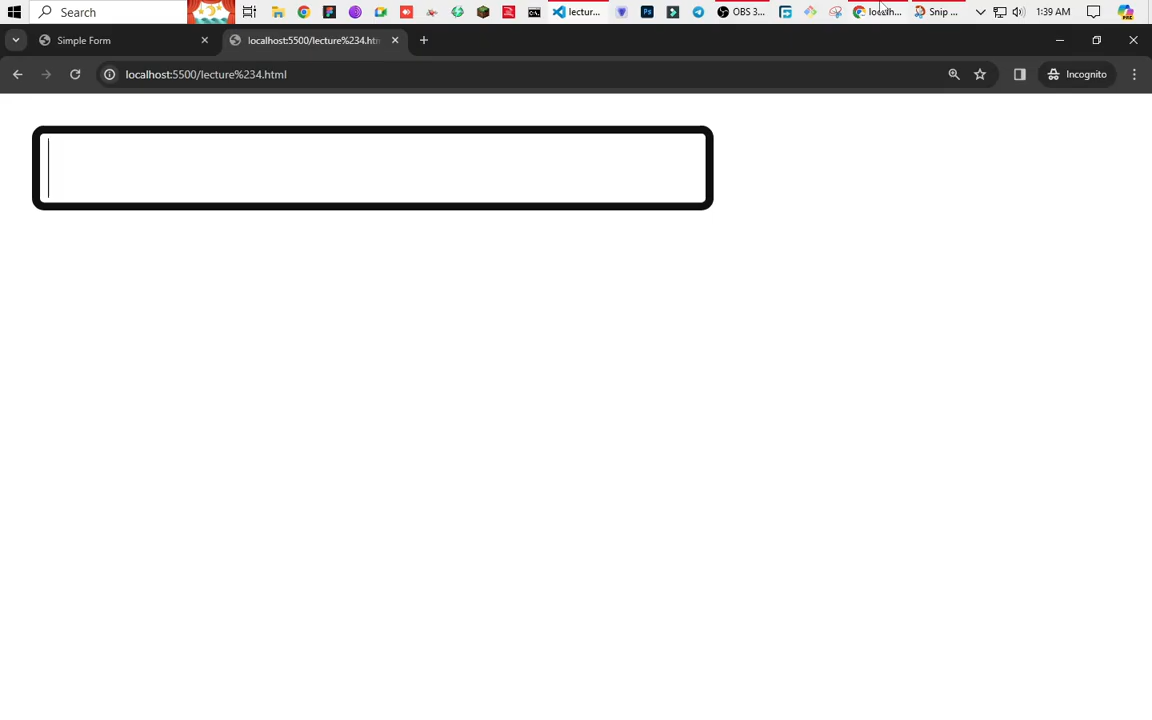 Search
lectur...
OBS 3...
localh...
Snip ...
1:39 AM
Simple Form
localhost:5500/lecture%234.htm
localhost:5500/lecture%234.html
Incognito